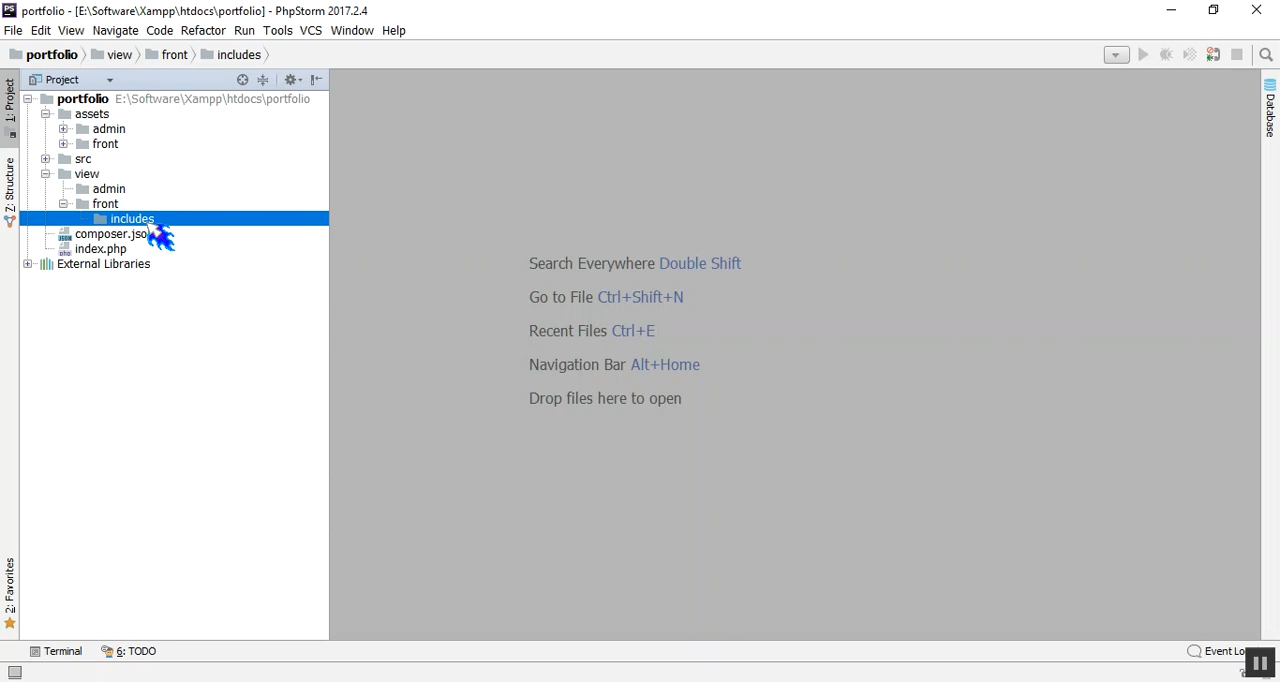 portfolio - [E:\Software\Xampp\htdocs\portfolio] - PhpStorm 2017.2.4
File Edit View Navigate Code Refactor Run Tools VCS Window Help
portfolio view front includes
Project
portfolio E:\Software\Xampp\htdocs\portfolio
assets
admin
front
src
view
admin
front
includes
composer.jso
index.php
External Libraries
1: Project
7: Structure
2: Favorites
Search Everywhere Double Shift
Go to File Ctrl+Shift+N
Recent Files Ctrl+E
Navigation Bar Alt+Home
Drop files here to open
Database
Terminal 6: TODO
Event Lo